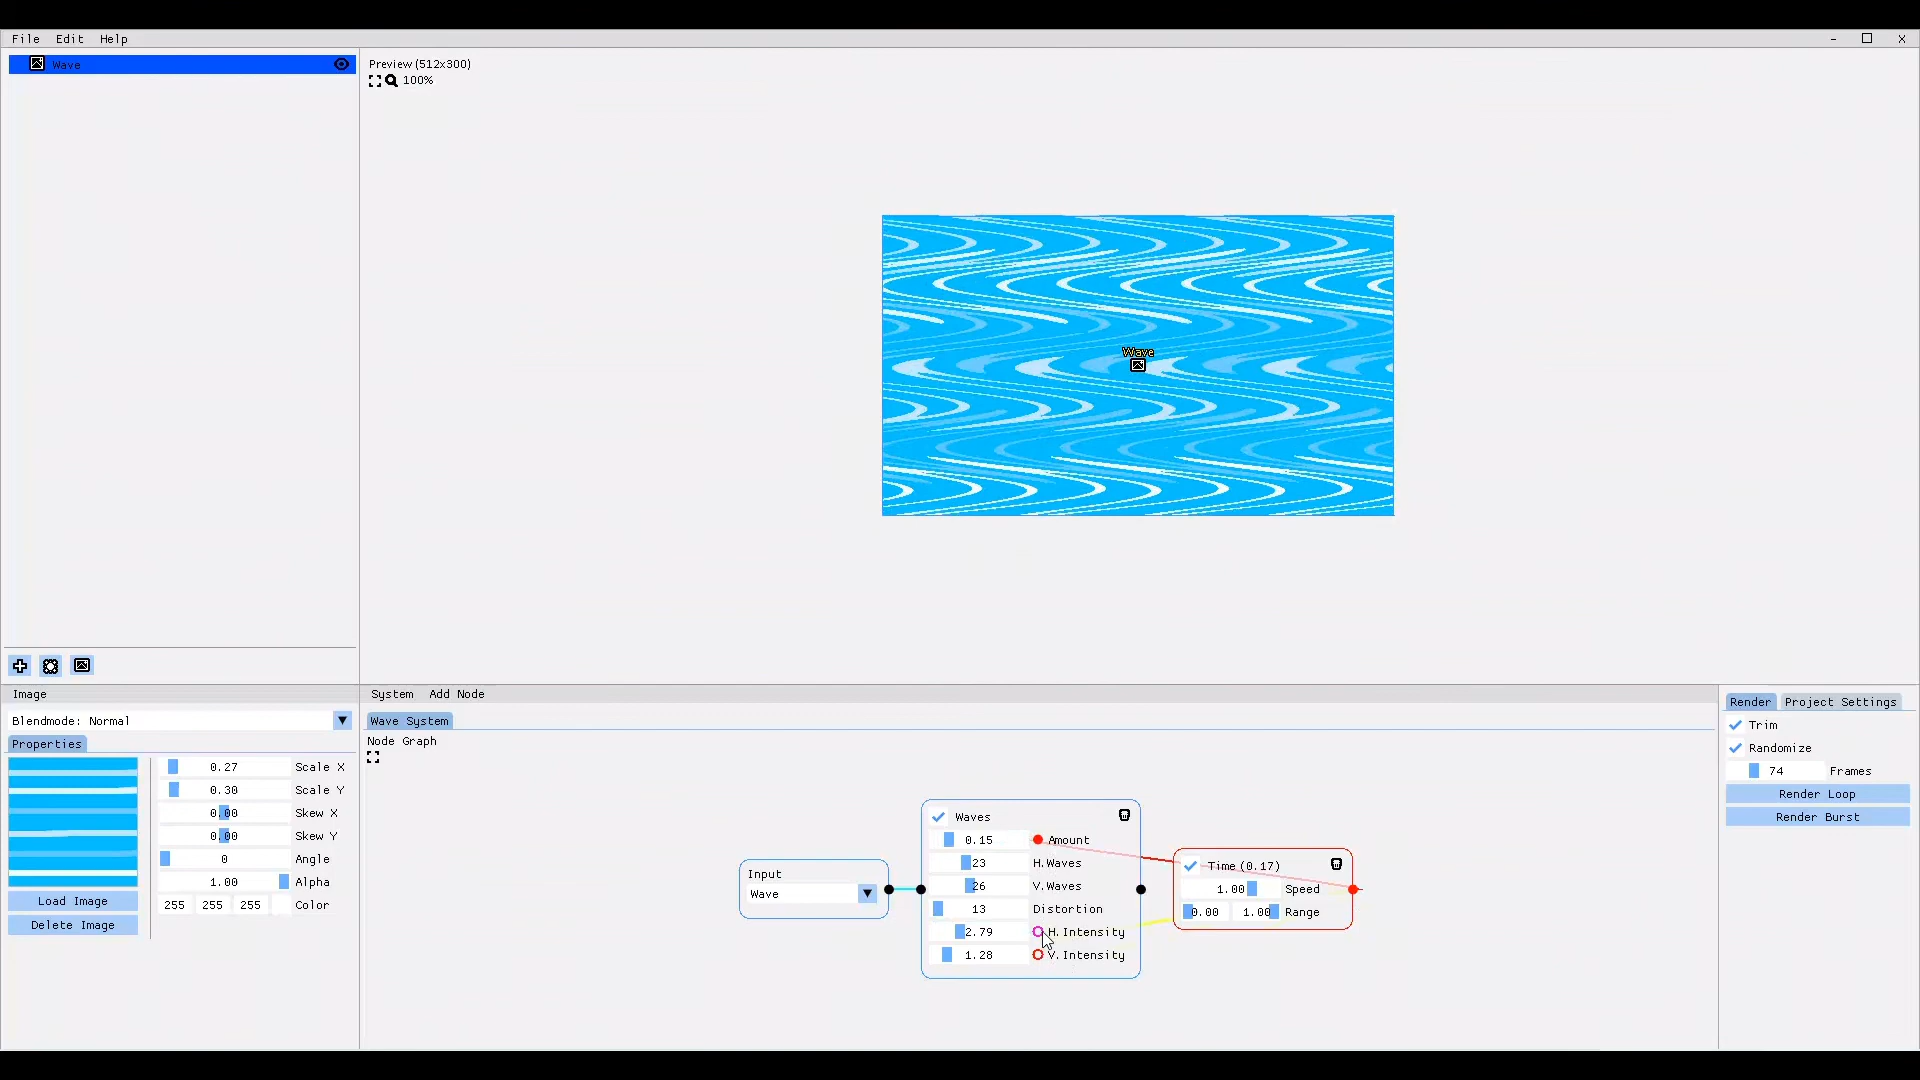 File Edit Help
- X
Wave
Preview (512x300)
100%
Wave
Image
System Add Node
Render Project Settings
Blendmode: Normal
Wave System
Trim
Properties
Node Graph
Randomize
0.27 Scale X
74 Frames
0.30 Scale Y
Render Loop
0.00 Skew X
Waves
Render Burst
0.00 Skew Y
0.15 Amount
0 Angle
23 H.Waves
Time (0.17)
1.00 Alpha
Input
26 V.Waves
1.00 Speed
Load Image
Wave
255 255 255 Color
13 Distortion
0.00 1.00 Range
Delete Image
2.79 H. Intensity
1.28 V. Intensity